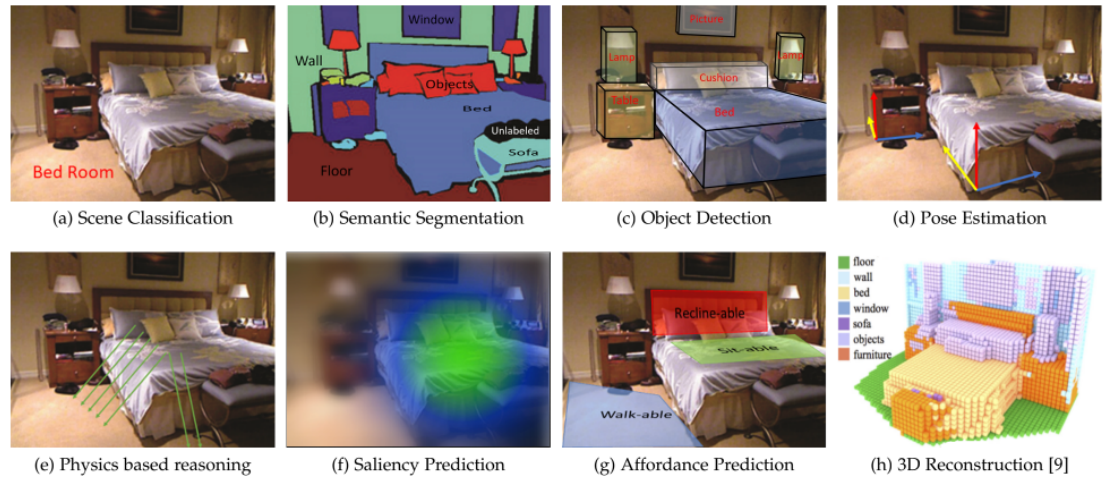 Bed Room
(a) Scene Classification
Window
Wall
Objects
Bed
Unlabeled
Sofa
Floor
(b) Semantic Segmentation
Picture
Lamp
Lamp
Cushion
Table
Bed
(c) Object Detection
(d) Pose Estimation
(e) Physics based reasoning
(f) Saliency Prediction
Recline-able
Sit-able
Walk-able
(g) Affordance Prediction
floor
wall
bed
window
sofa
objects
furniture
(h) 3D Reconstruction [9]